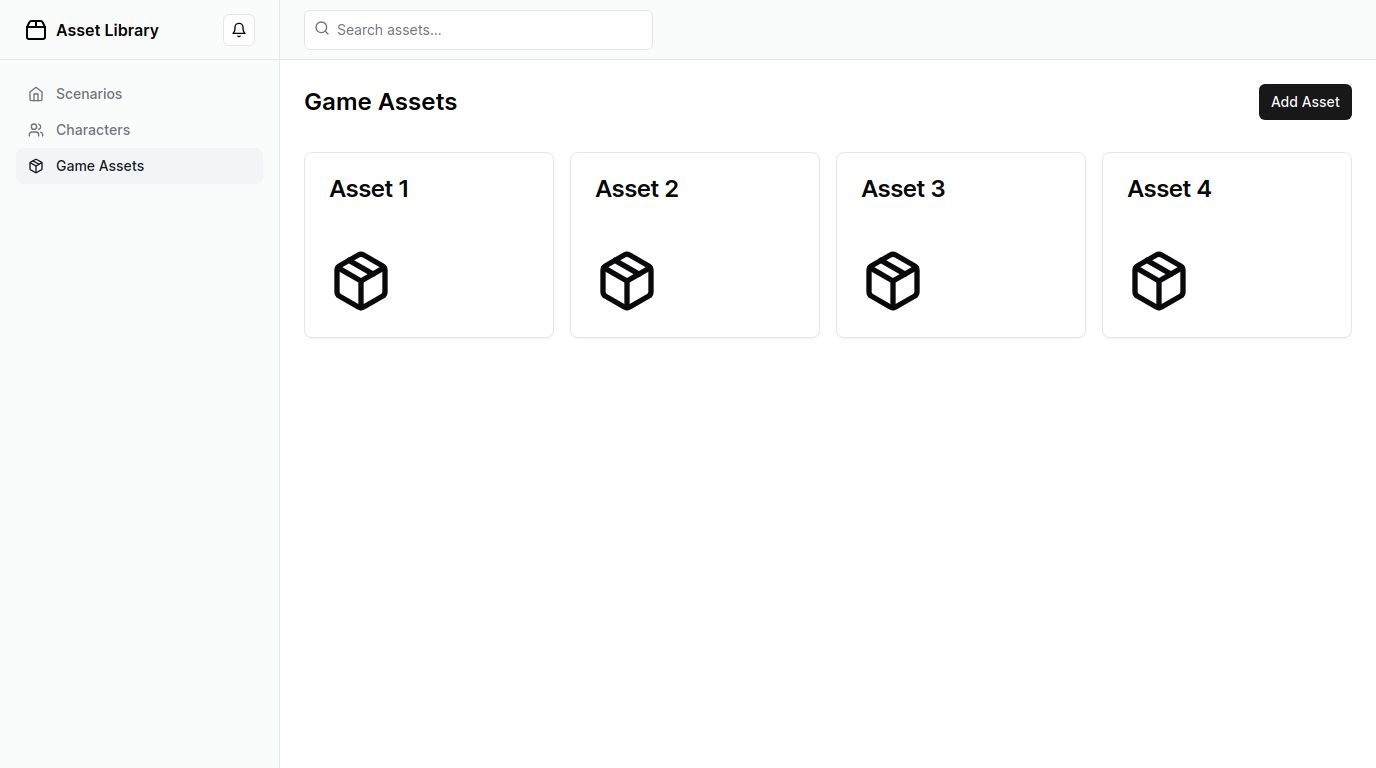 Asset Library
Search assets...
Scenarios
Characters
Game Assets
Game Assets
Add Asset
Asset 1
Asset 2
Asset 3
Asset 4